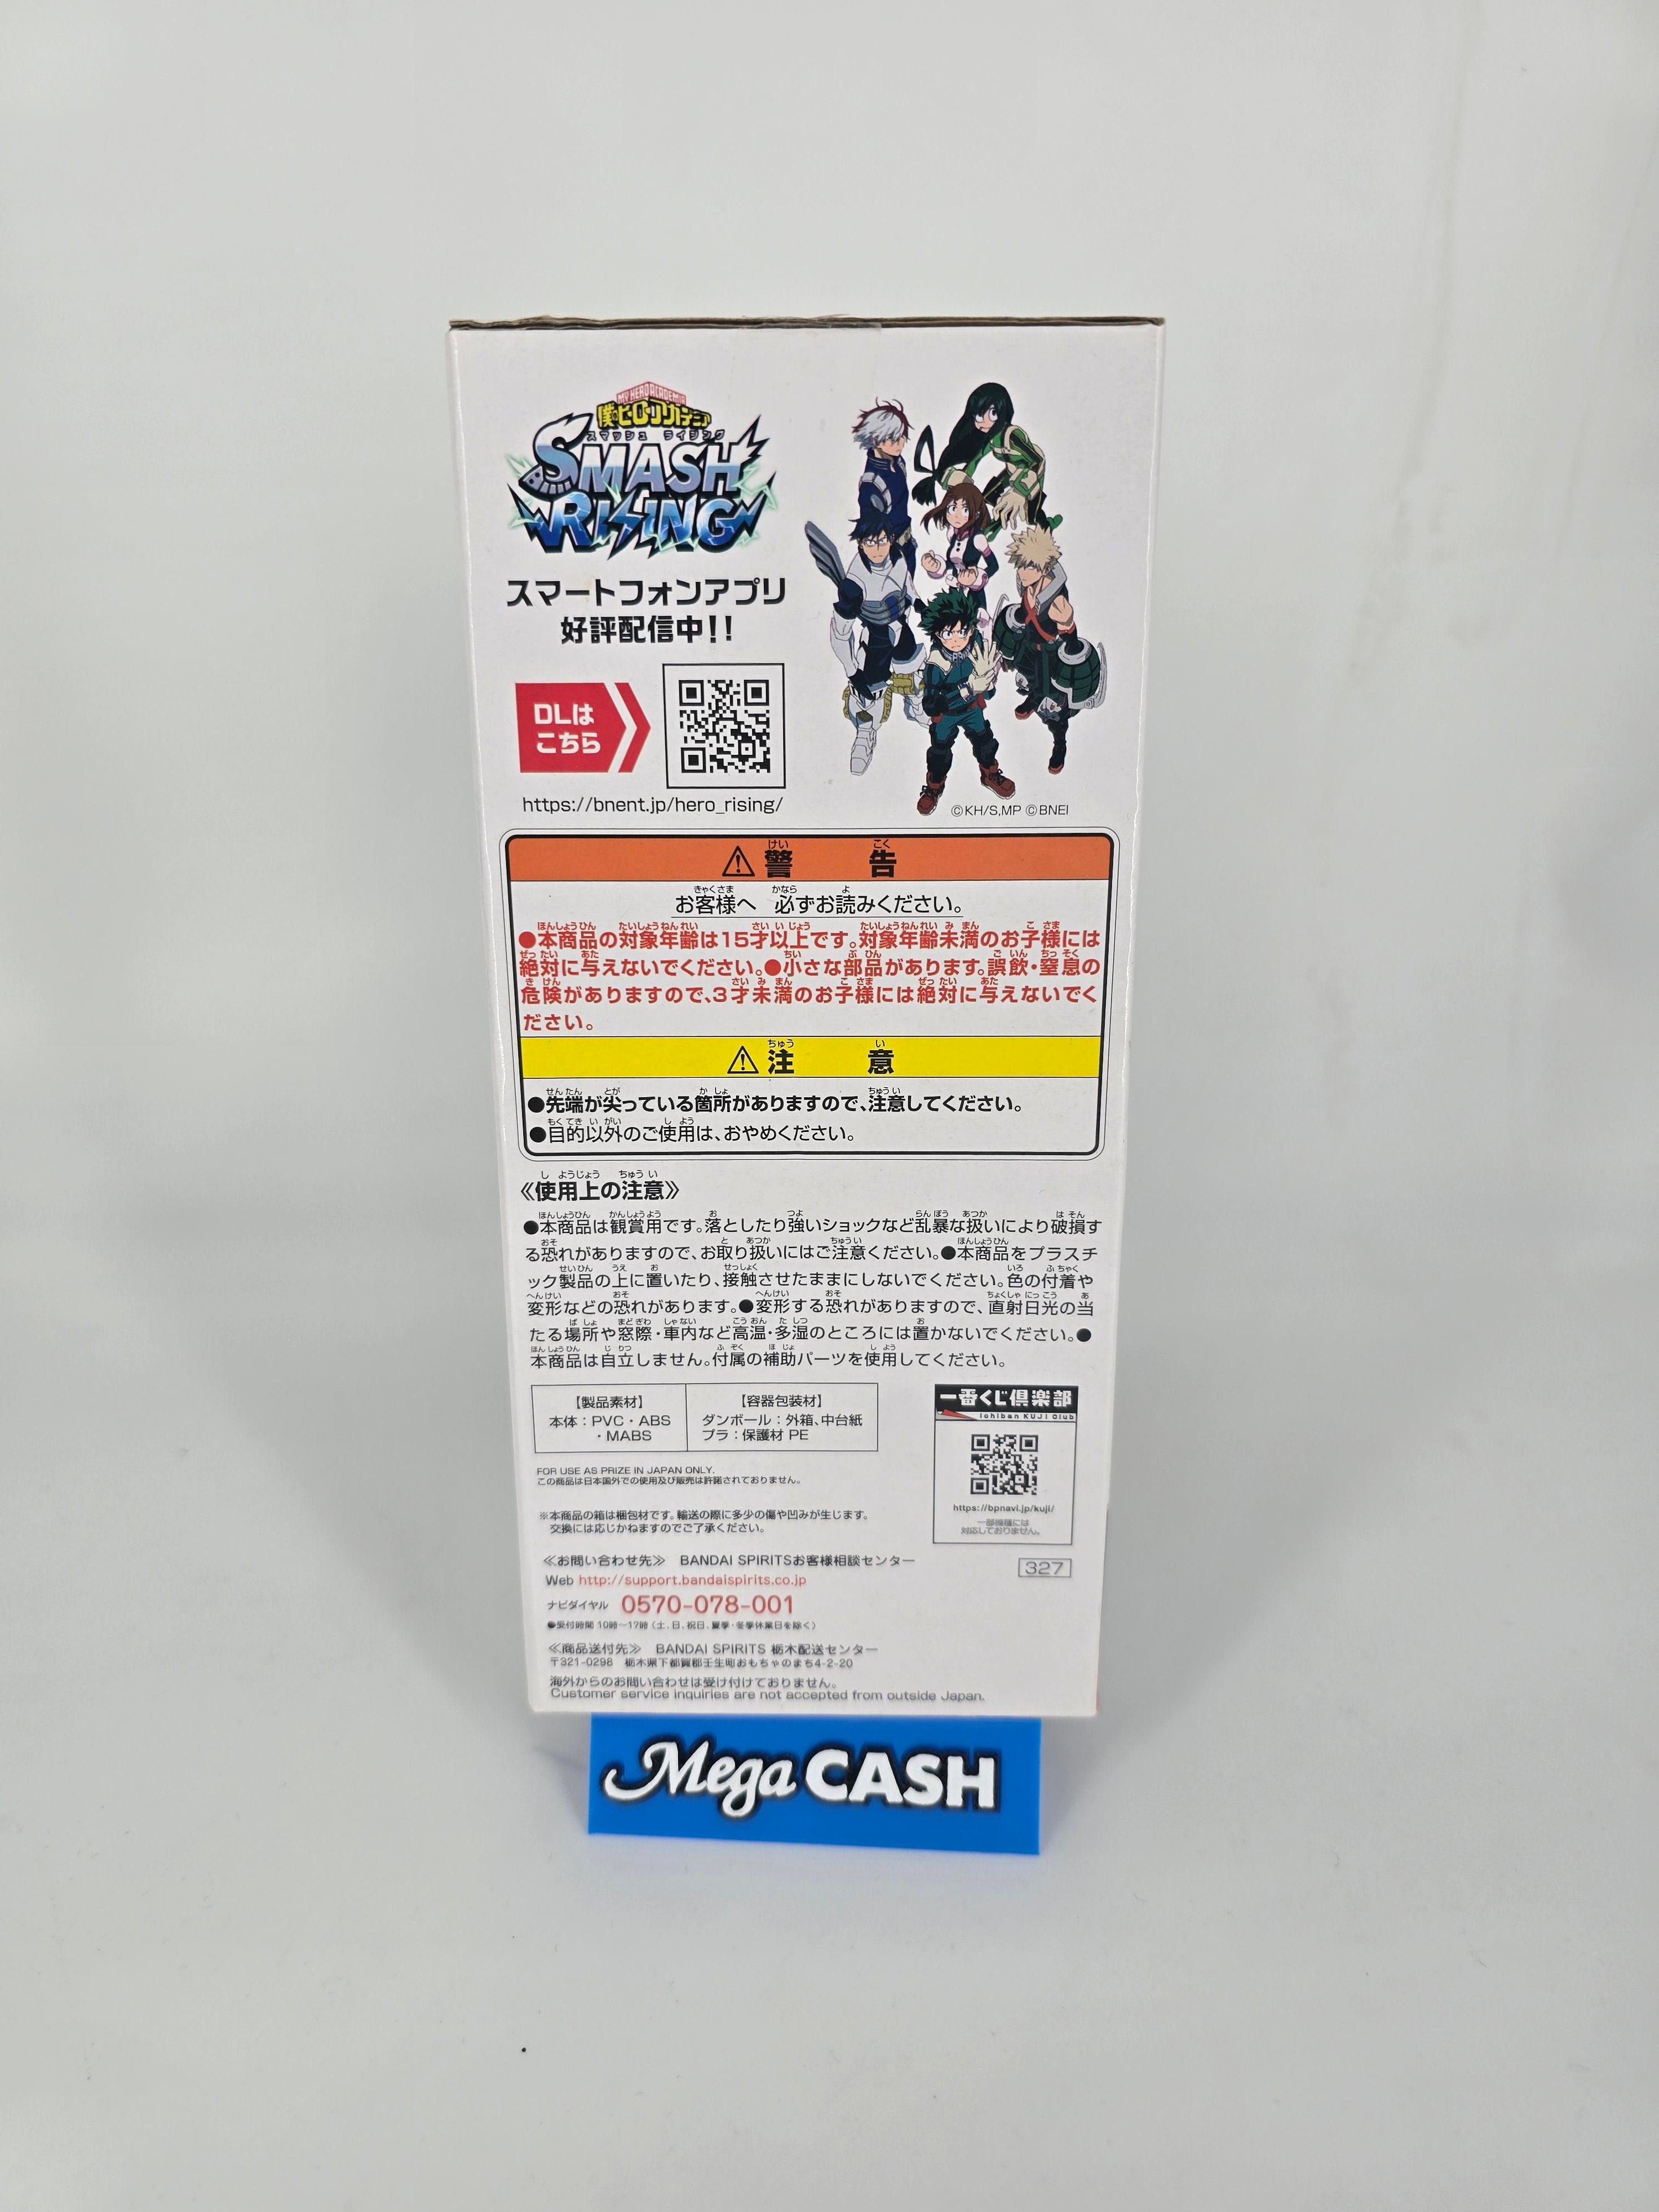 MY HERO ACADEMIA
僕のヒーローアカデミア
スマッシュ ライジング
SMASH
RISING
スマートフォンアプリ
好評配信中!!
DLは
こちら
https://bnent.jp/hero_rising/
©KH/S,MP ©BNEI
⚠警告
お客様へ 必ずお読みください。
●本商品の対象年齢は15才以上です。対象年齢未満のお子様には
絶対に与えないでください。●小さな部品があります。誤飲・窒息の
危険がありますので、3才未満のお子様には絶対に与えないでく
ださい。
⚠注意
●先端が尖っている箇所がありますので、注意してください。
●目的以外のご使用は、おやめください。
《使用上の注意》
●本商品は観賞用です。落としたり強いショックなど乱暴な扱いにより破損す
る恐れがありますので、お取り扱いにはご注意ください。●本商品をプラスチ
ック製品の上に置いたり、接触させたままにしないでください。色の付着や
変形などの恐れがあります。●変形する恐れがありますので、直射日光の当
たる場所や窓際・車内など高温・多湿のところには置かないでください。●
本商品は自立しません。付属の補助パーツを使用してください。
【製品素材】
本体：PVC・ABS
・MABS
【容器包装材】
ダンボール：外箱、中台紙
プラ：保護材 PE
一番くじ倶楽部
Ichiban KUJI Club
https://bpnavi.jp/kuji/
一部機種には
対応しておりません。
FOR USE AS PRIZE IN JAPAN ONLY.
この商品は日本国外での使用及び販売は許諾されておりません。
※本商品の箱は梱包材です。輸送の際に多少の傷や凹みが生じます。
交換には応じかねますのでご了承ください。
≪お問い合わせ先≫ BANDAI SPIRITSお客様相談センター
327
Web http://support.bandaispirits.co.jp
ナビダイヤル 0570-078-001
●受付時間 10時～17時（土、日、祝日、夏季・冬季休業日を除く）
≪商品送付先≫ BANDAI SPIRITS 栃木配送センター
〒321-0298 栃木県下都賀郡壬生町おもちゃのまち4-2-20
海外からのお問い合わせは受け付けておりません。
Customer service inquiries are not accepted from outside Japan.
Mega CASH